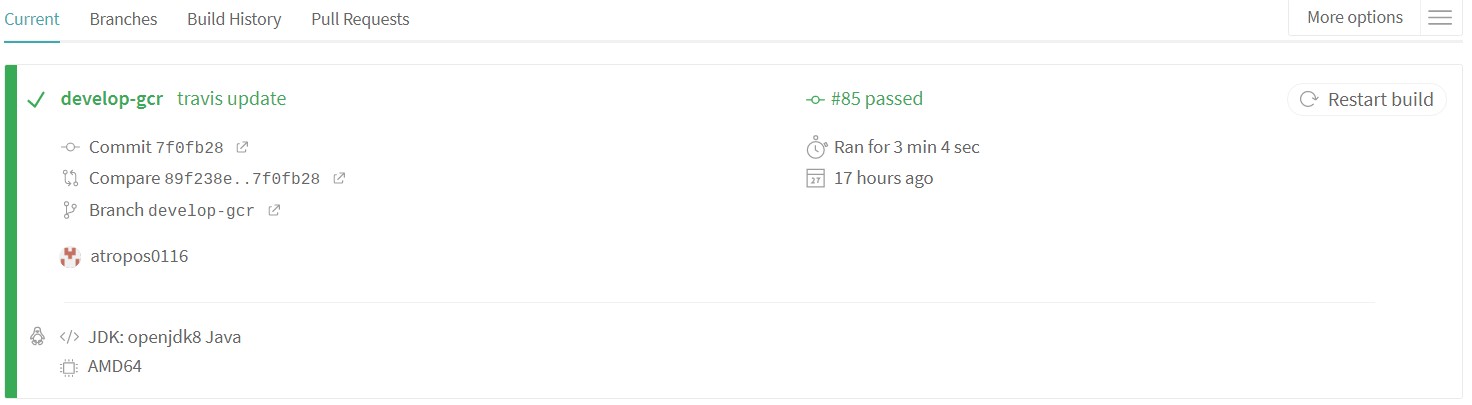 Current Branches Build History Pull Requests More options
develop-gcr travis update #85 passed Restart build
Commit 7f0fb28 Ran for 3 min 4 sec
Compare 89f238e..7f0fb28 17 hours ago
Branch develop-gcr
atropos0116
JDK: openjdk8 Java
AMD64